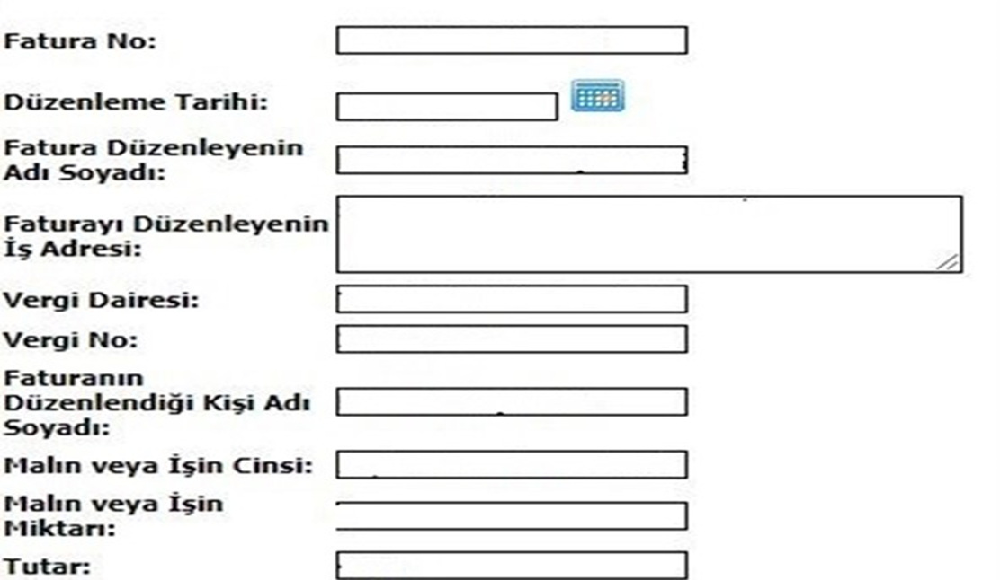 Fatura No:
Düzenleme Tarihi:
Fatura Düzenleyenin
Adı Soyadı:
Faturayı Düzenleyenin
İş Adresi:
Vergi Dairesi:
Vergi No:
Faturanın
Düzenlendiği Kişi Adı
Soyadı:
Malın veya İşin Cinsi:
Malın veya İşin
Miktarı:
Tutar: